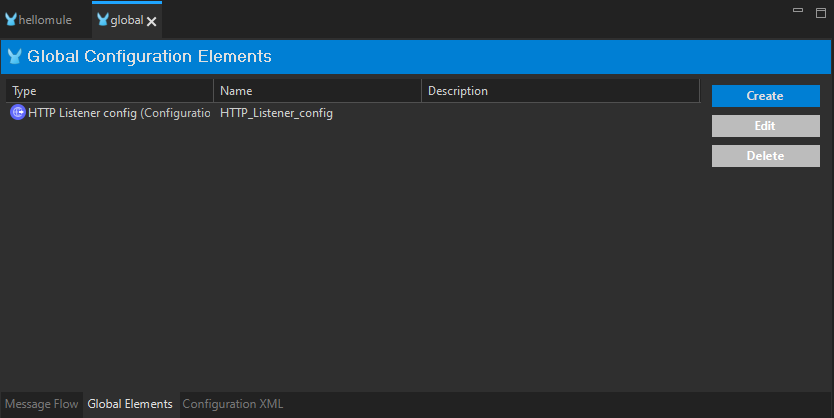 hellomule
global
Global Configuration Elements
Type Name Description
HTTP Listener config (Configuratio HTTP_Listener_config
Create
Edit
Delete
Message Flow Global Elements Configuration XML